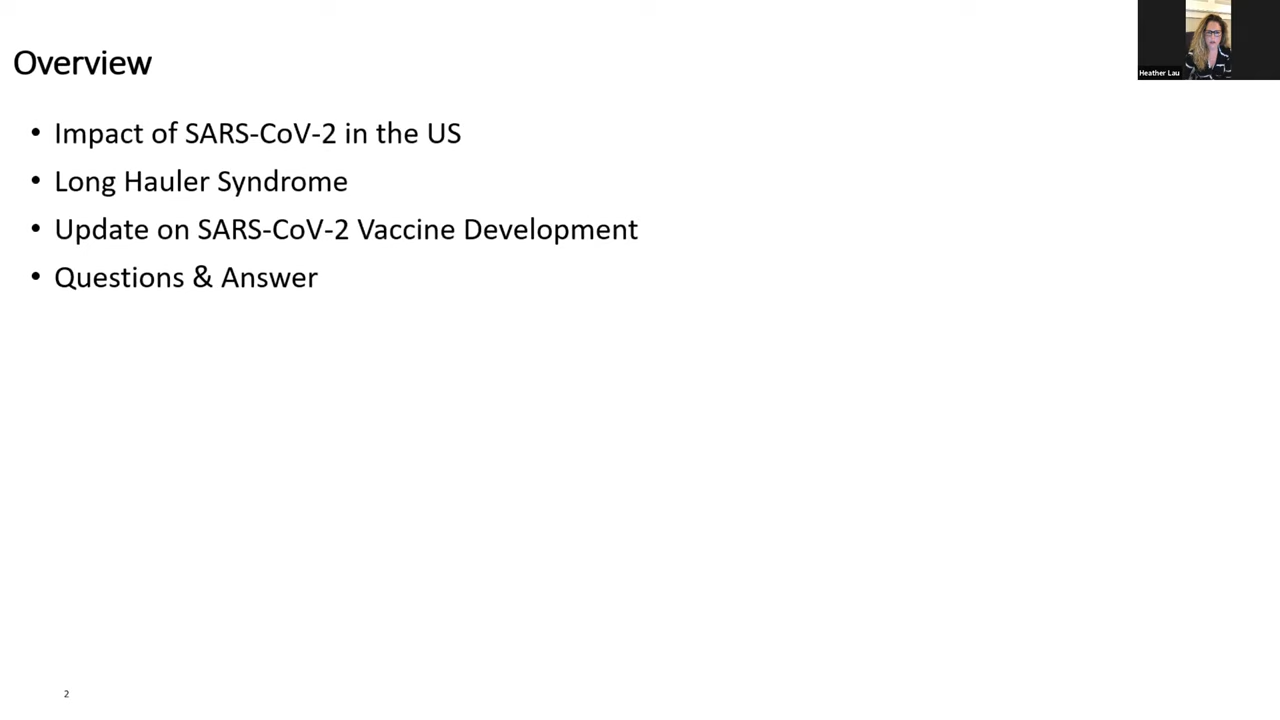 Overview
Heather Lau
• Impact of SARS-CoV-2 in the US
• Long Hauler Syndrome
• Update on SARS-CoV-2 Vaccine Development
• Questions & Answer
2